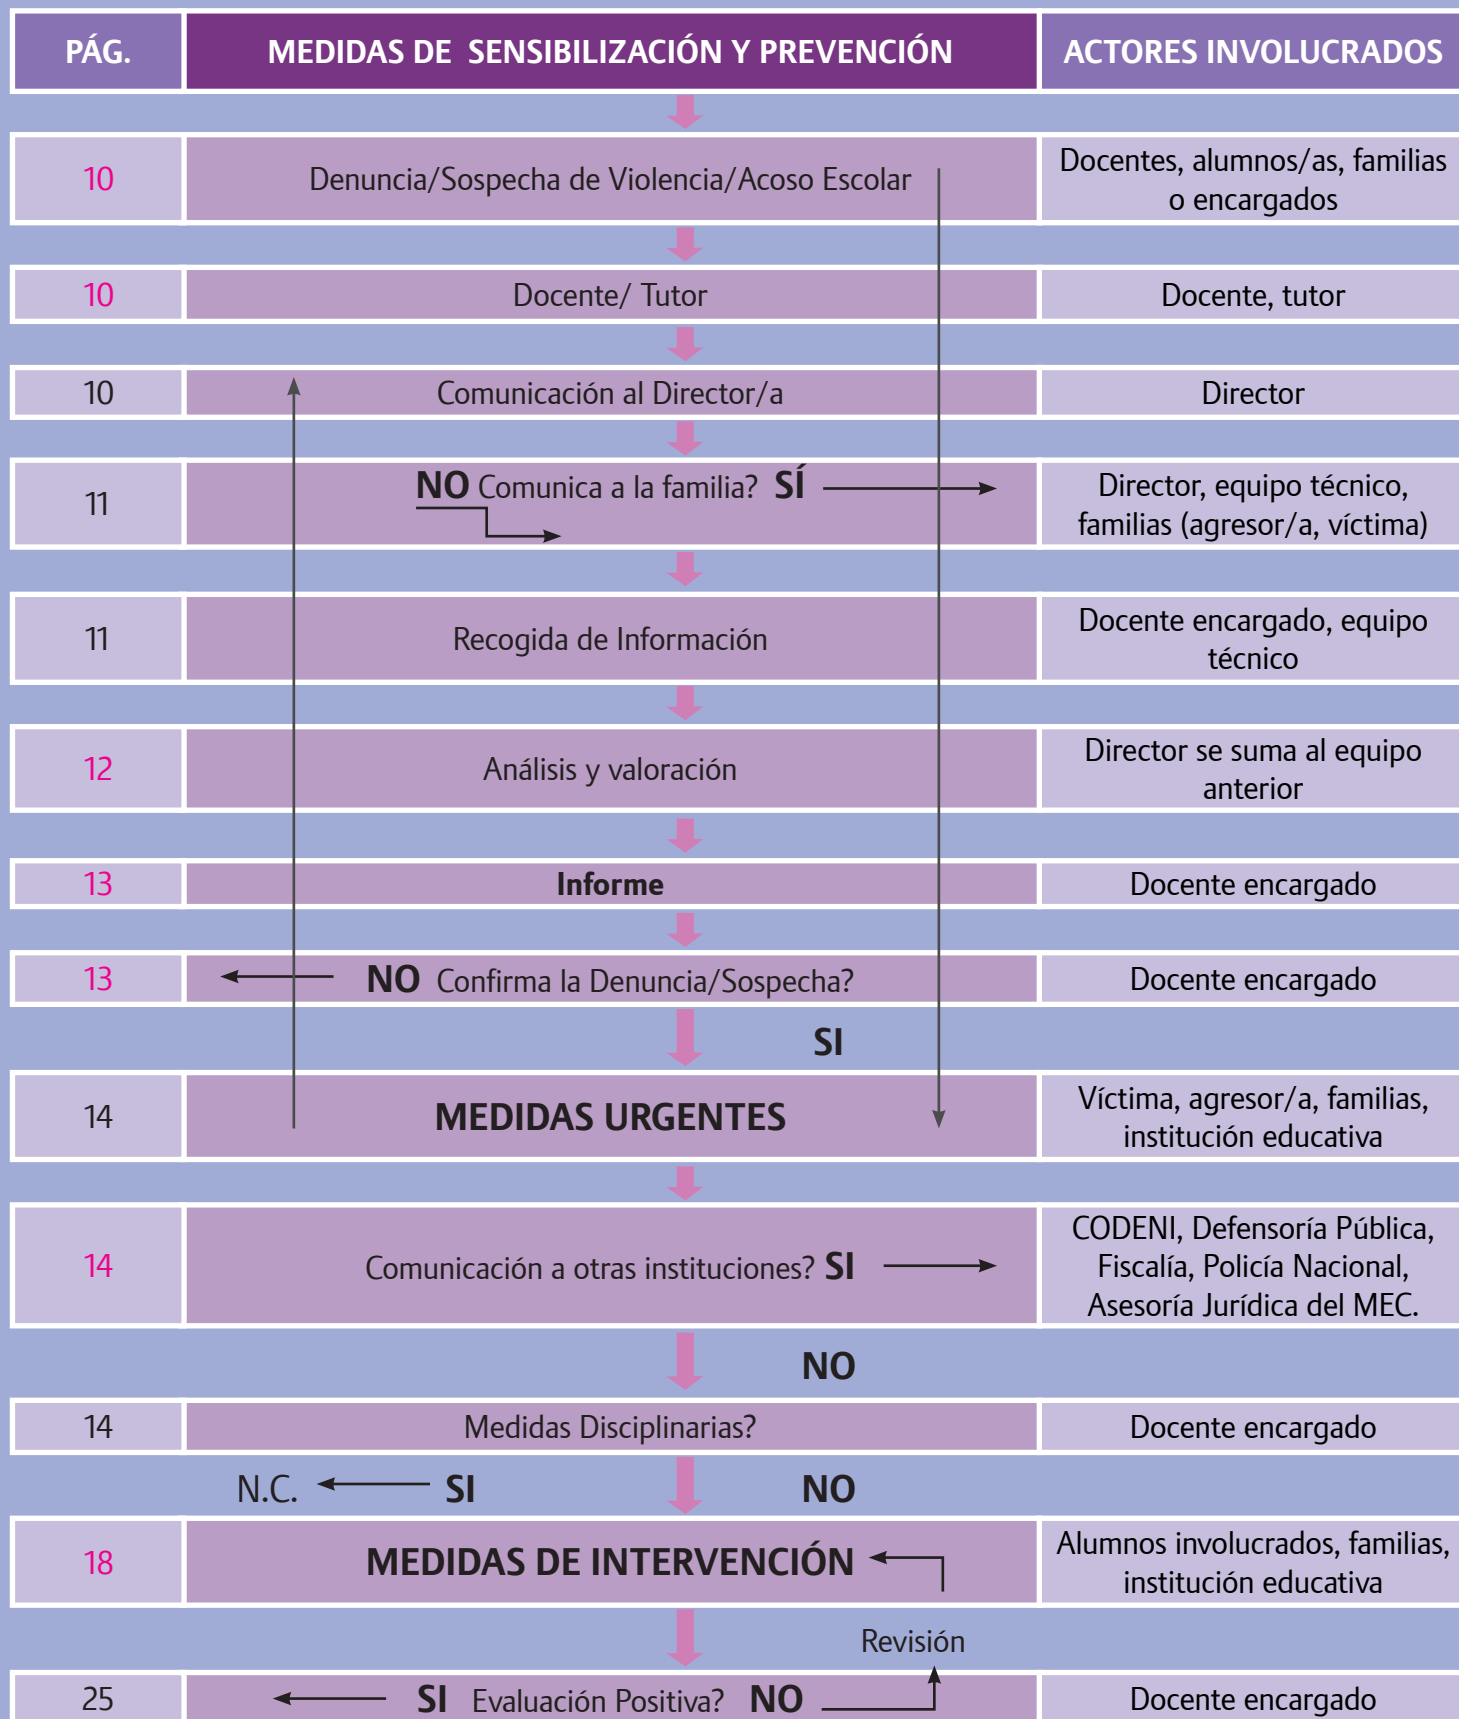 PÁG.
MEDIDAS DE SENSIBILIZACIÓN Y PREVENCIÓN
ACTORES INVOLUCRADOS
10
Denuncia/Sospecha de Violencia/Acoso Escolar
Docentes, alumnos/as, familias
o encargados
10
Docente/ Tutor
Docente, tutor
10
Comunicación al Director/a
Director
11
NO Comunica a la familia? SÍ
Director, equipo técnico,
familias (agresor/a, víctima)
11
Recogida de Información
Docente encargado, equipo
técnico
12
Análisis y valoración
Director se suma al equipo
anterior
13
Informe
Docente encargado
13
NO Confirma la Denuncia/Sospecha?
Docente encargado
SI
14
MEDIDAS URGENTES
Víctima, agresor/a, familias,
institución educativa
14
Comunicación a otras instituciones? SI
CODENI, Defensoría Pública,
Fiscalía, Policía Nacional,
Asesoría Jurídica del MEC.
NO
14
Medidas Disciplinarias?
Docente encargado
N.C. SI NO
18
MEDIDAS DE INTERVENCIÓN
Alumnos involucrados, familias,
institución educativa
Revisión
25
SI Evaluación Positiva? NO
Docente encargado